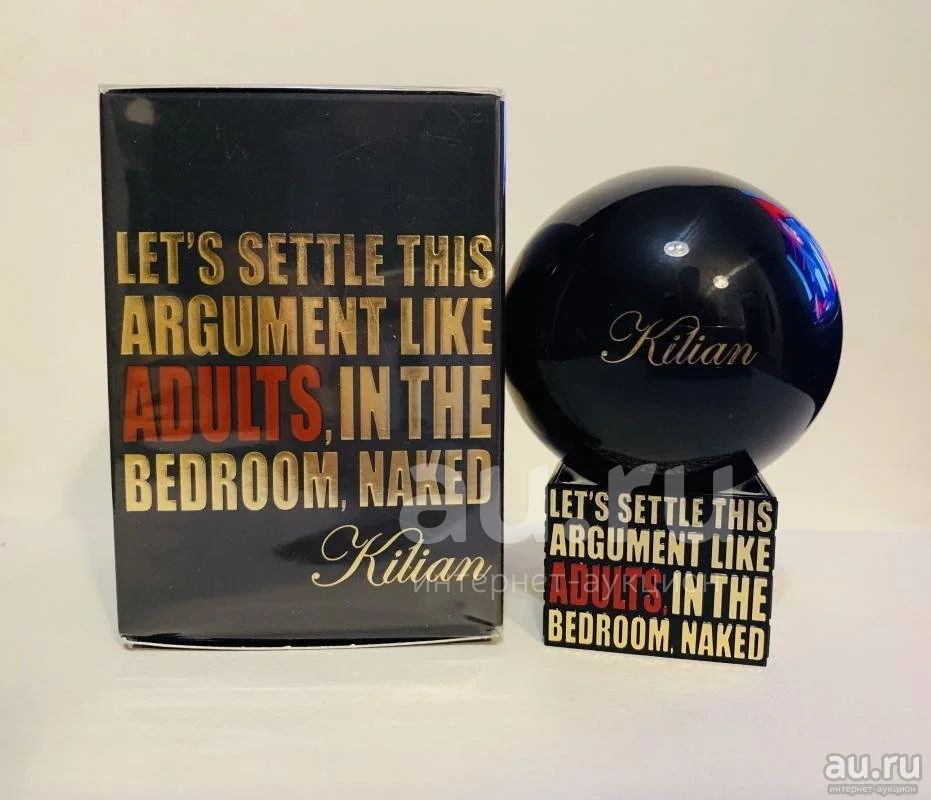 LET'S SETTLE THIS
ARGUMENT LIKE
ADULTS, IN THE
BEDROOM, NAKED
Kilian
Kilian
LET'S SETTLE THIS
ARGUMENT LIKE
ADULTS, IN THE
BEDROOM, NAKED
au.ru
интернет-аукцион
au.ru
интернет-аукцион